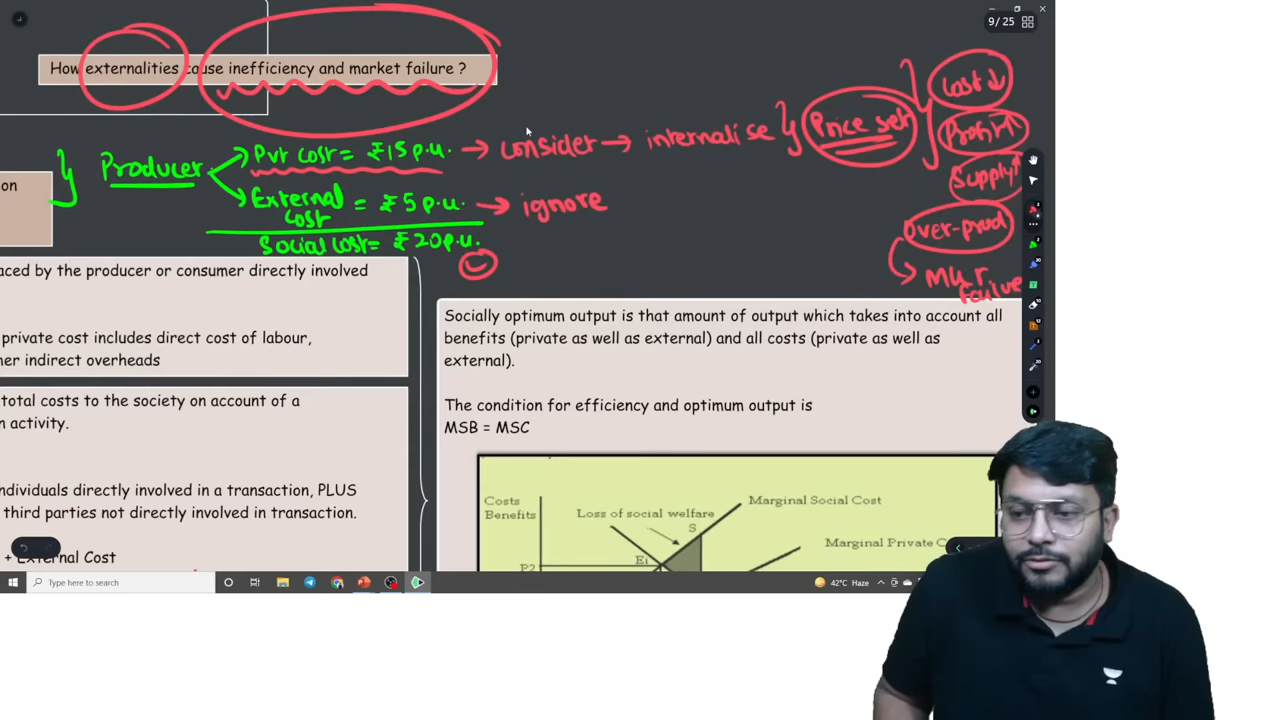 9/25
How externalities cause inefficiency and market failure ?
Cost ↓
Profit ↑
Supply ↑
over-prod
Mkt failure
Producer
Pvt cost = ₹15 p.u. → consider → internalise } Price set
External cost = ₹5 p.u. → ignore
Social cost = ₹20 p.u.
on
aced by the producer or consumer directly involved
private cost includes direct cost of labour,
ner indirect overheads
total costs to the society on account of a
n activity.
ndividuals directly involved in a transaction, PLUS
third parties not directly involved in transaction.
+ External Cost
Socially optimum output is that amount of output which takes into account all
benefits (private as well as external) and all costs (private as well as
external).
The condition for efficiency and optimum output is
MSB = MSC
Costs
Benefits
Loss of social welfare
Marginal Social Cost
S
Marginal Private C
E1
P2
Type here to search
42°C Haze